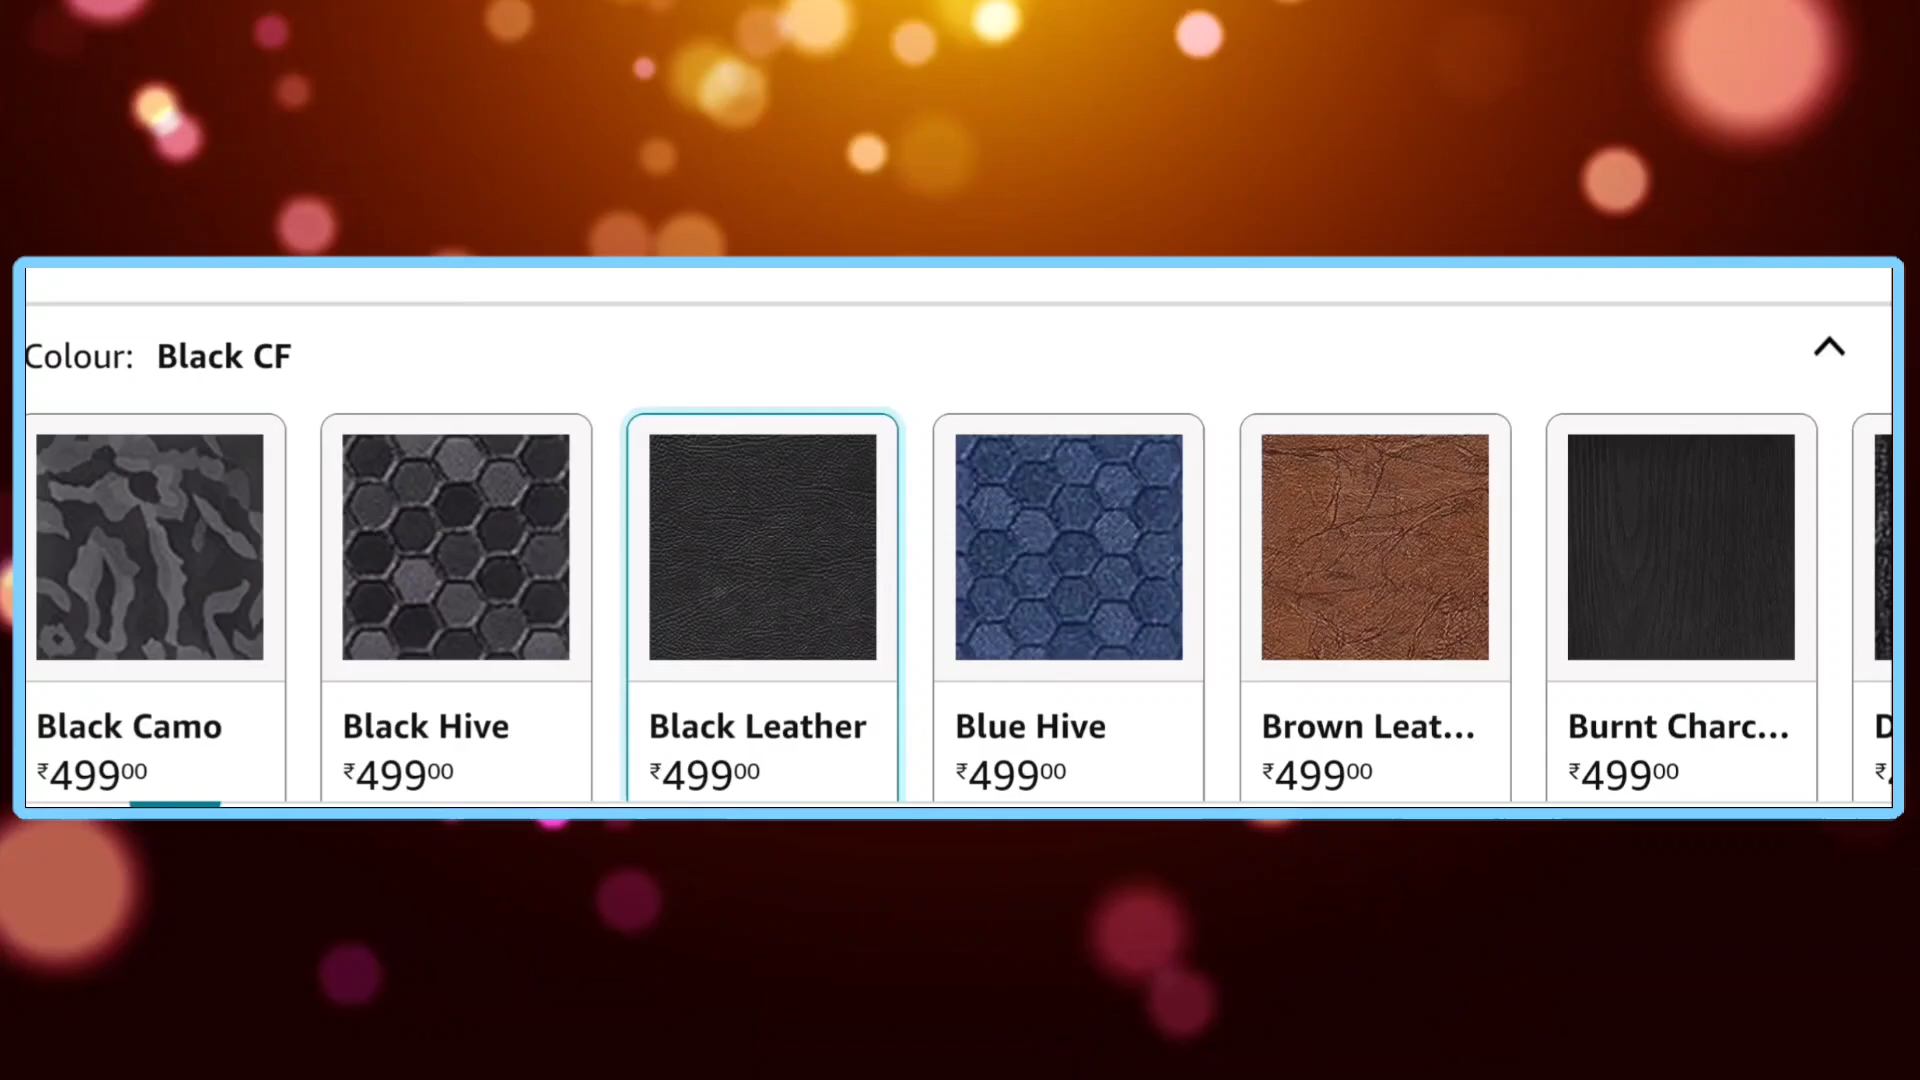 Colour: Black CF
Black Camo Black Hive Black Leather Blue Hive Brown Leat... Burnt Charc... D
₹499⁰⁰ ₹499⁰⁰ ₹499⁰⁰ ₹499⁰⁰ ₹499⁰⁰ ₹499⁰⁰ ₹